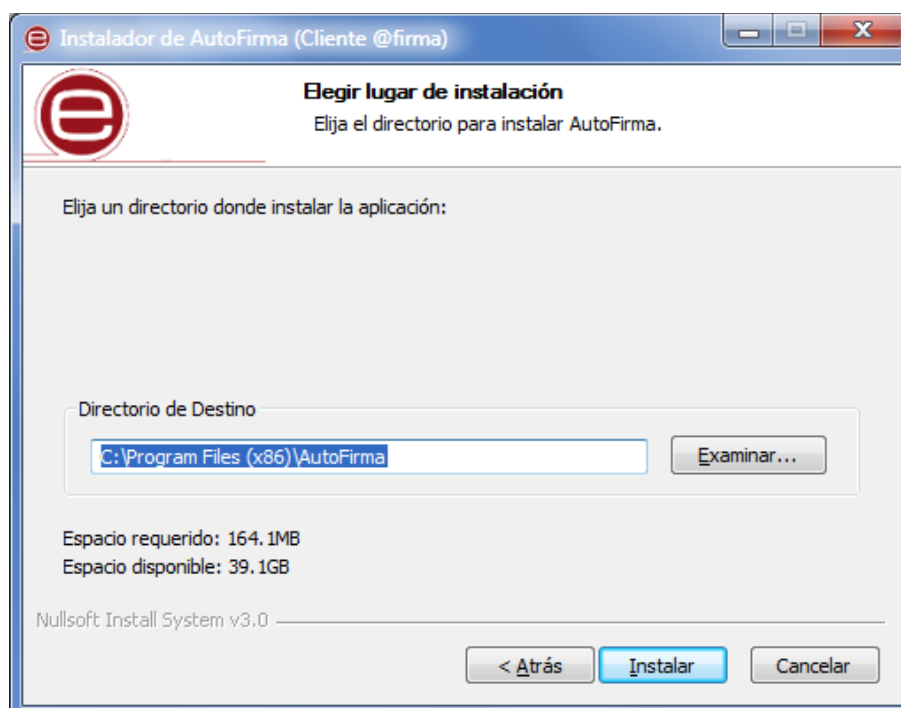 Instalador de AutoFirma (Cliente @firma)
Elegir lugar de instalación
Elija el directorio para instalar AutoFirma.
Elija un directorio donde instalar la aplicación:
Directorio de Destino
C:\Program Files (x86)\AutoFirma
Examinar...
Espacio requerido: 164.1MB
Espacio disponible: 39.1GB
Nullsoft Install System v3.0
< Atrás Instalar Cancelar